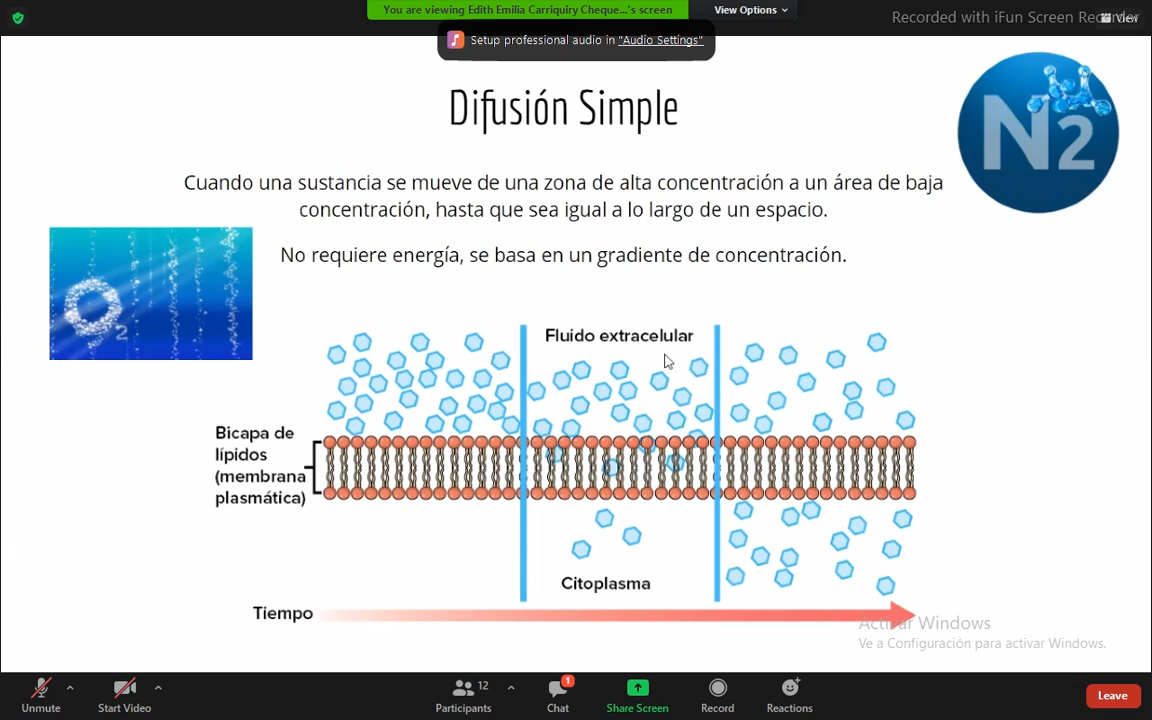 You are viewing Edith Emilia Carriquiry Cheque...'s screen
View Options
Recorded with iFun Screen
View
Setup professional audio in "Audio Settings"
Difusión Simple
N2
Cuando una sustancia se mueve de una zona de alta concentración a un área de baja
concentración, hasta que sea igual a lo largo de un espacio.
No requiere energía, se basa en un gradiente de concentración.
O2
Fluido extracelular
Bicapa de
lípidos
(membrana
plasmática)
Citoplasma
Tiempo
Activar Windows
Ve a Configuración para activar Windows.
12
1
Unmute
Start Video
Participants
Chat
Share Screen
Record
Reactions
Leave